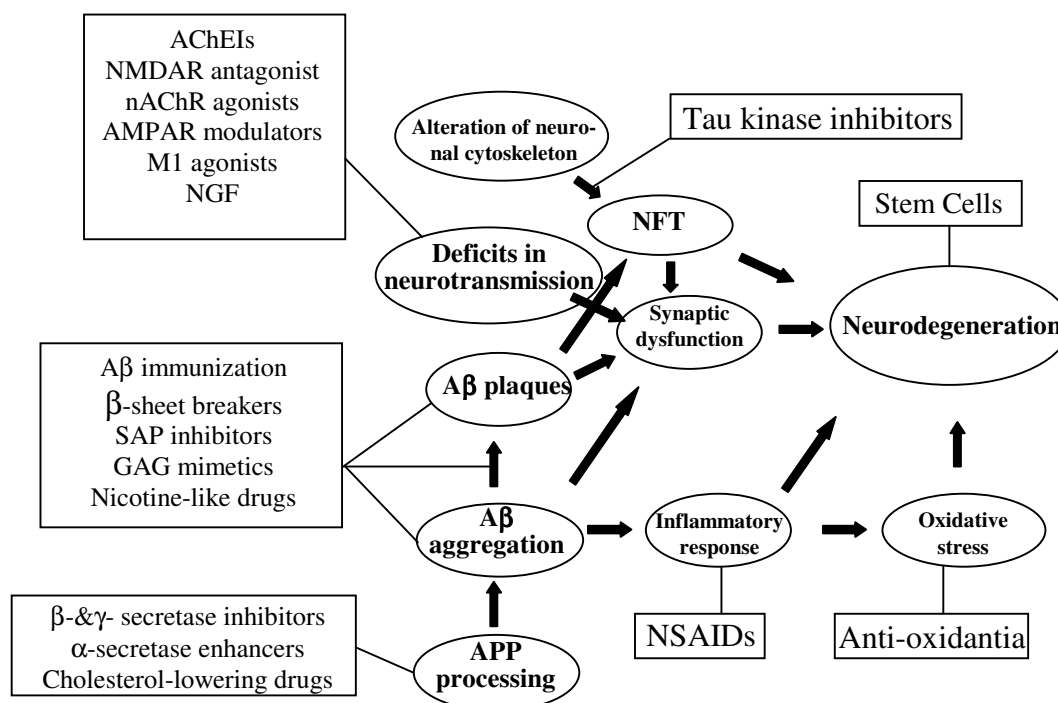 AChEIs
NMDAR antagonist
nAChR agonists
AMPAR modulators
M1 agonists
NGF
Alteration of neuro-
nal cytoskeleton
Tau kinase inhibitors
NFT
Stem Cells
Deficits in
neurotransmission
Synaptic
dysfunction
Neurodegeneration
Aβ immunization
β-sheet breakers
SAP inhibitors
GAG mimetics
Nicotine-like drugs
Aβ plaques
Aβ
aggregation
Inflammatory
response
Oxidative
stress
β-&γ- secretase inhibitors
α-secretase enhancers
Cholesterol-lowering drugs
APP
processing
NSAIDs
Anti-oxidantia